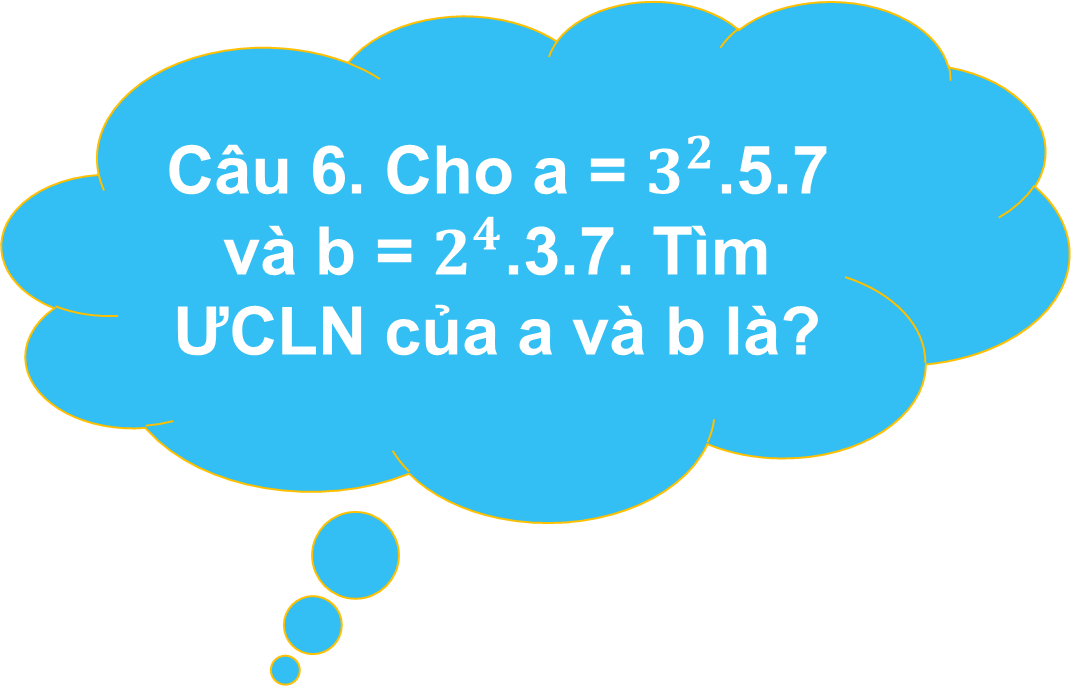 Câu 6. Cho a = 3².5.7
và b = 2⁴.3.7. Tìm
ƯCLN của a và b là?